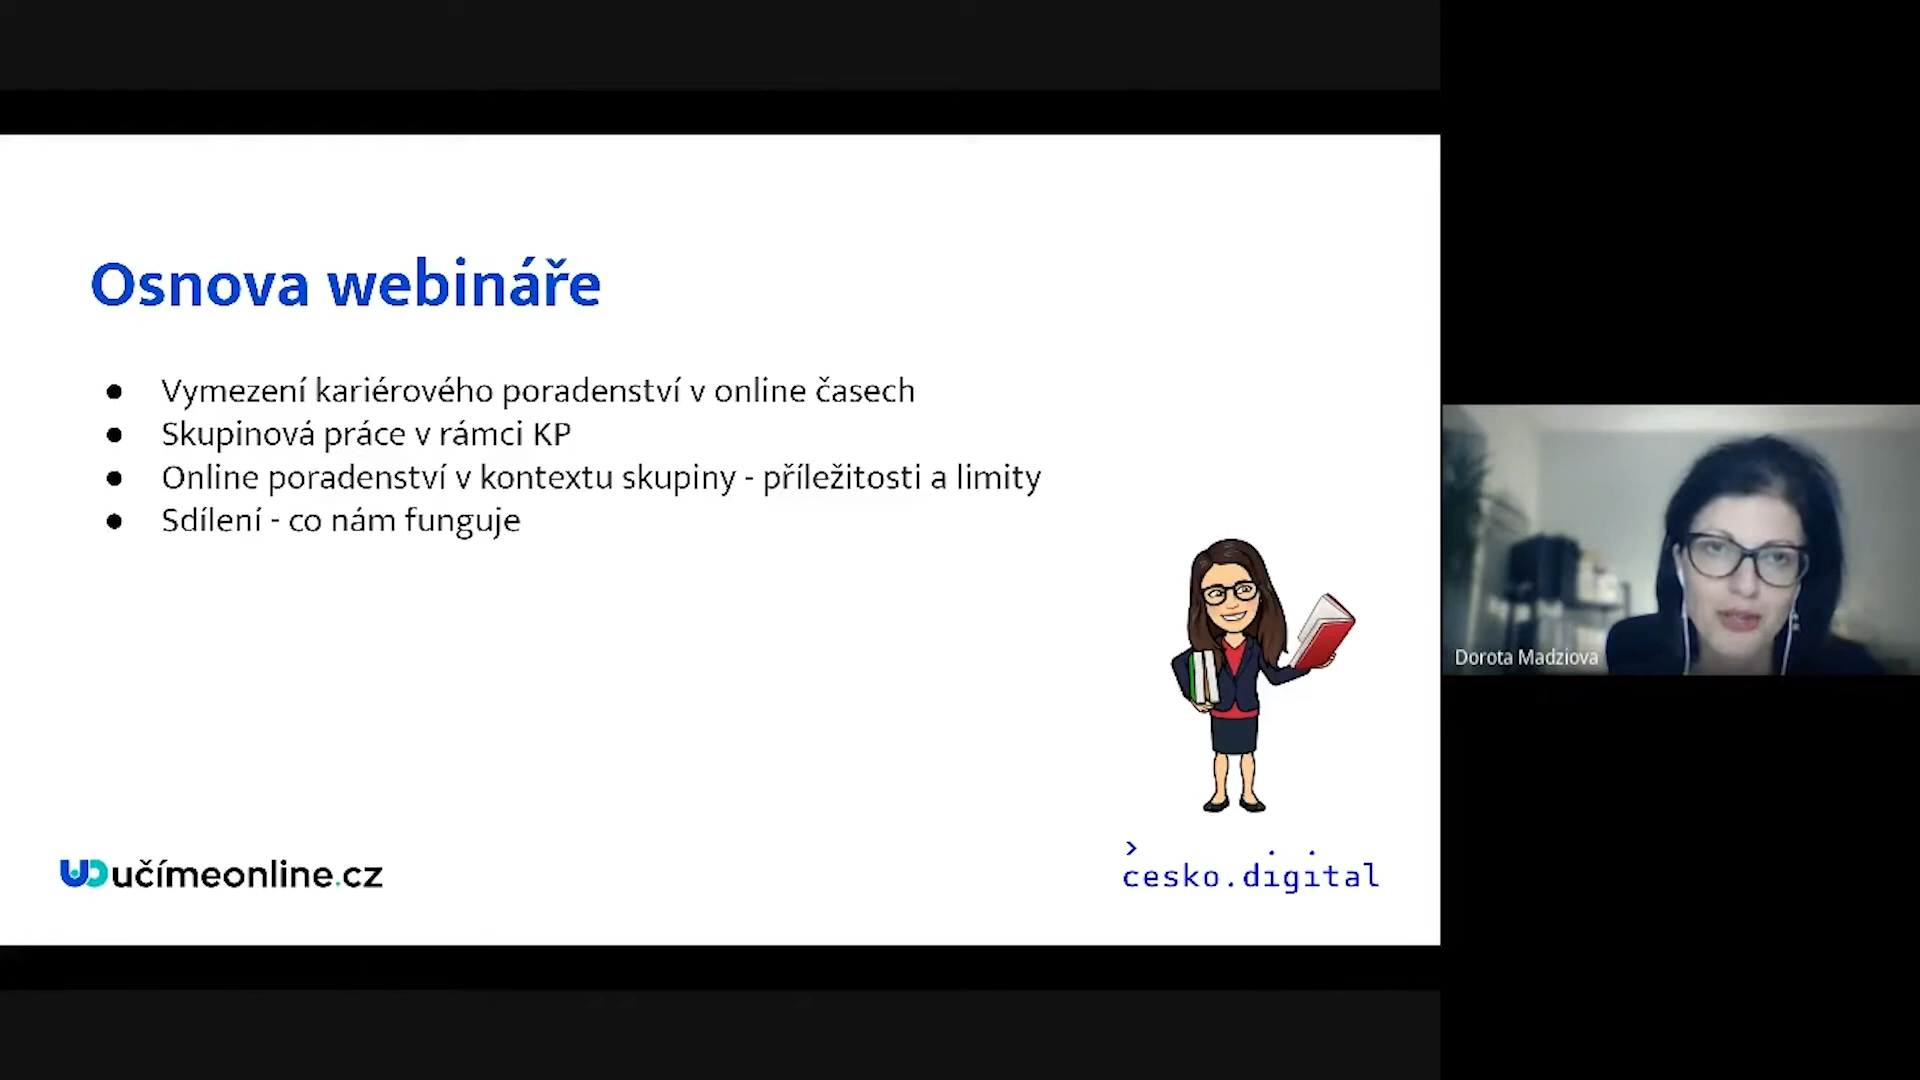 Osnova webináře
● Vymezení kariérového poradenství v online časech
● Skupinová práce v rámci KP
● Online poradenství v kontextu skupiny - příležitosti a limity
● Sdílení - co nám funguje
Dorota Madziova
učímeonline.cz
cesko.digital